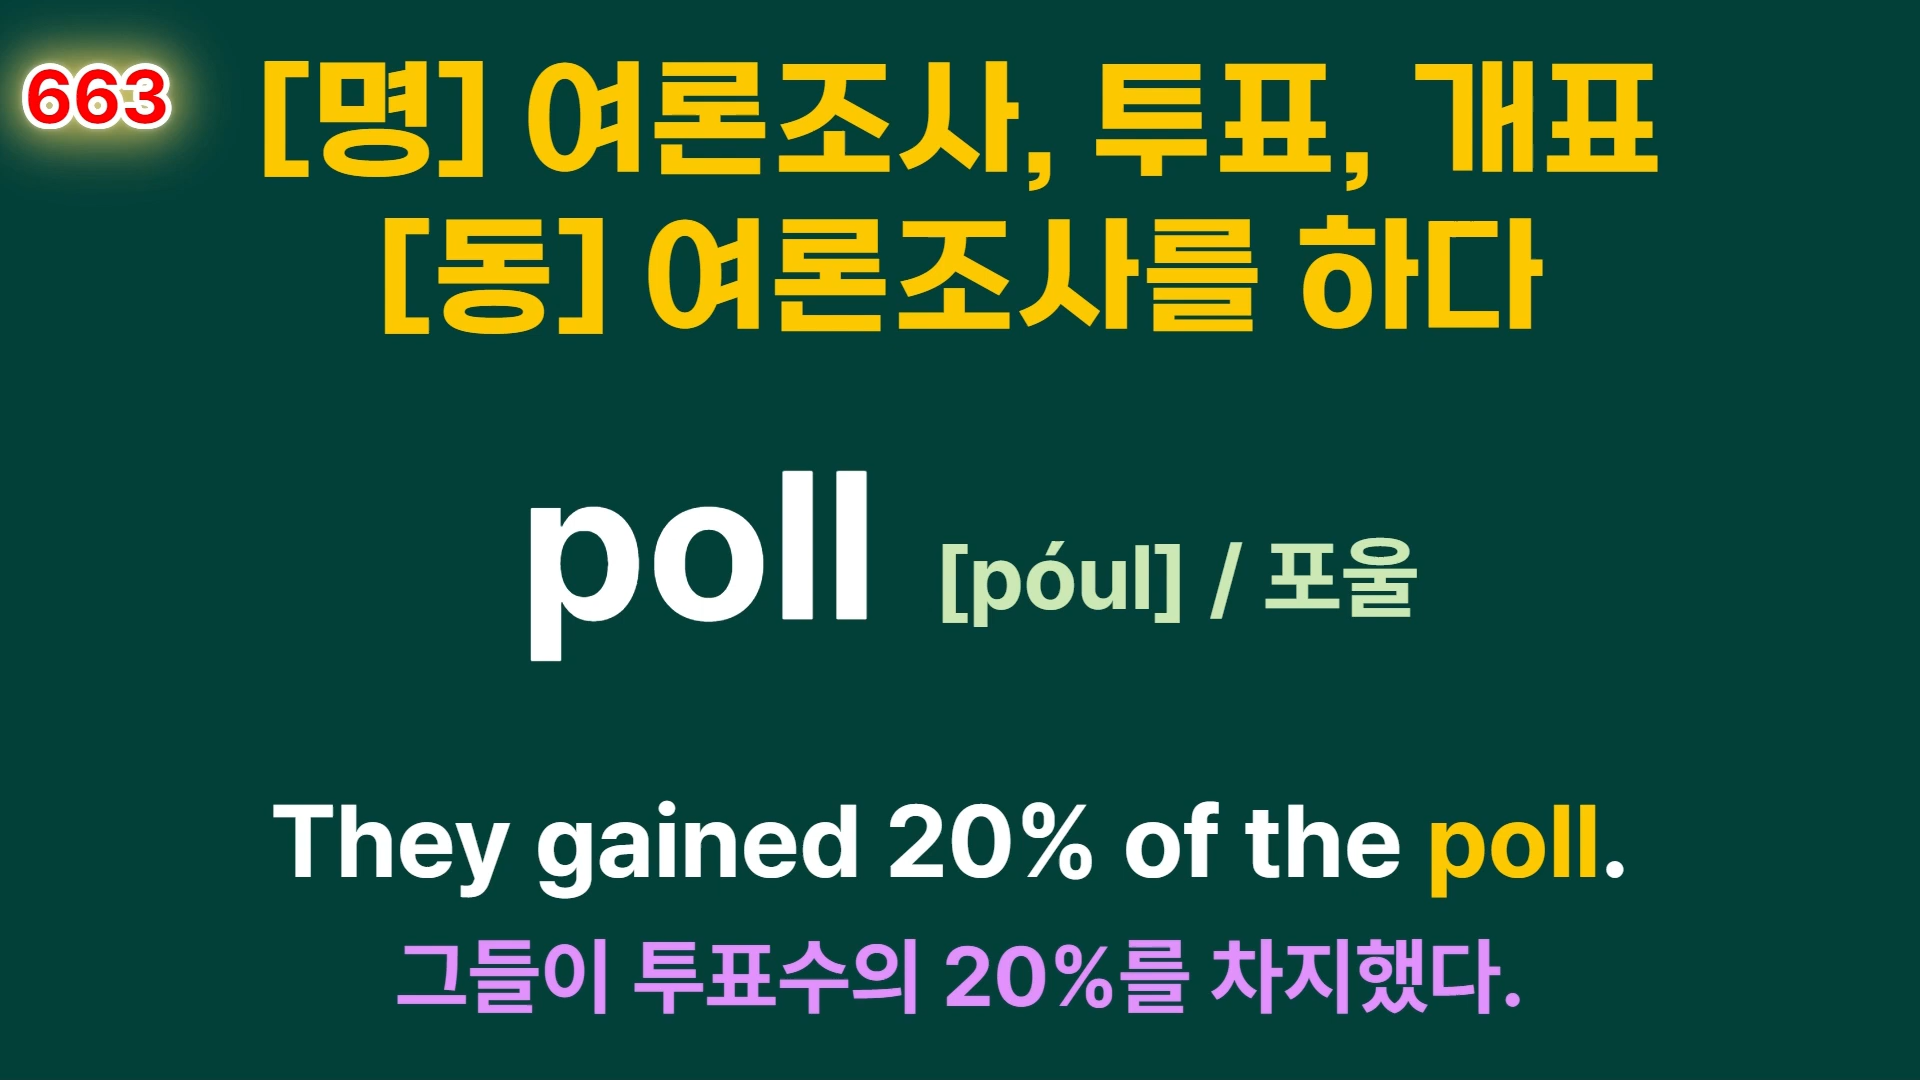 663
[명] 여론조사, 투표, 개표
[동] 여론조사를 하다
poll [póul] / 포울
They gained 20% of the poll.
그들이 투표수의 20%를 차지했다.